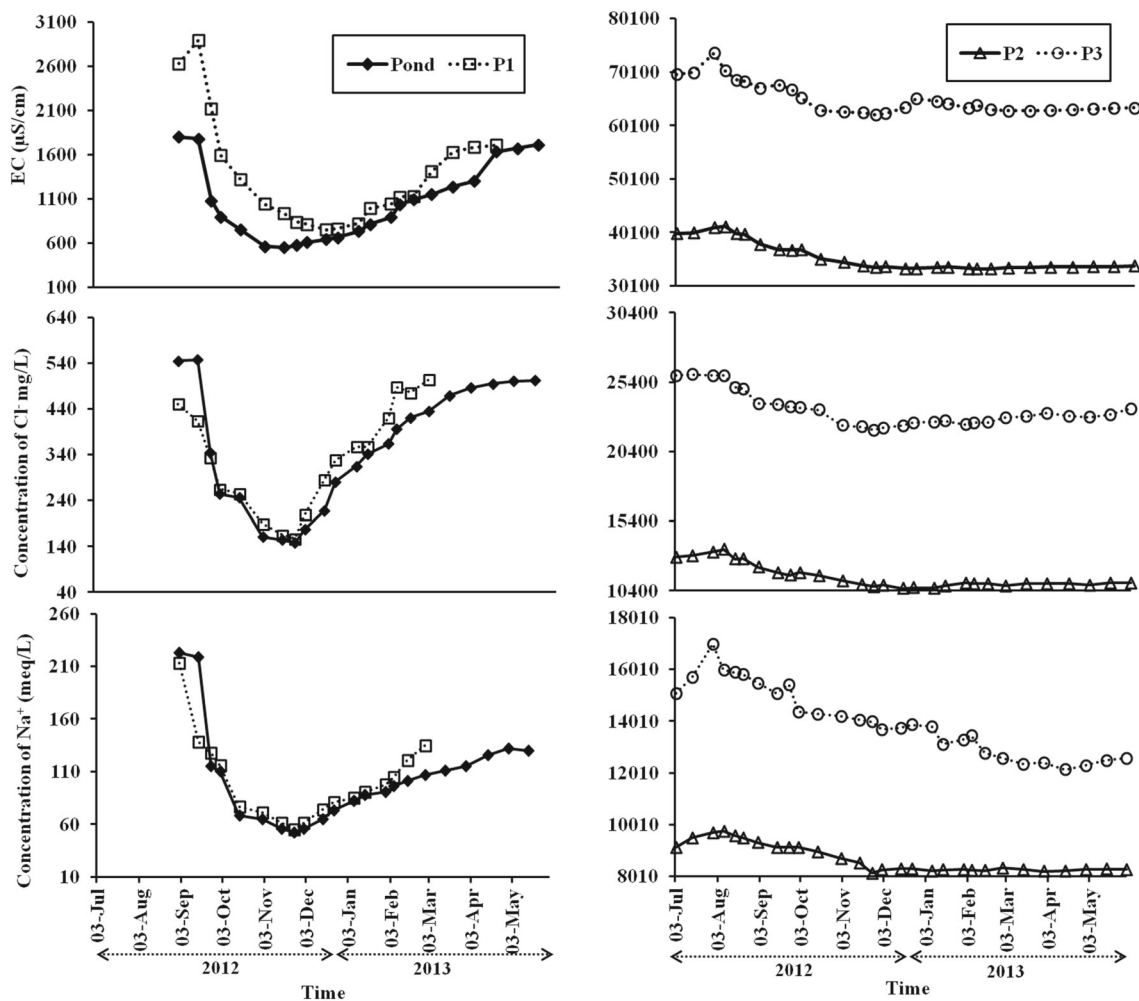 EC (µS/cm)
3100
2600
2100
1600
1100
600
100
Pond
P1
80100
70100
60100
50100
40100
30100
P2
P3
Concentration of Cl⁻ mg/L)
640
540
440
340
240
140
40
30400
25400
20400
15400
10400
Concentration of Na⁺ (meq/L)
260
210
160
110
60
10
18010
16010
14010
12010
10010
8010
03-Jul
03-Aug
03-Sep
03-Oct
03-Nov
03-Dec
03-Jan
03-Feb
03-Mar
03-Apr
03-May
2012
2013
Time
03-Jul
03-Aug
03-Sep
03-Oct
03-Nov
03-Dec
03-Jan
03-Feb
03-Mar
03-Apr
03-May
2012
2013
Time